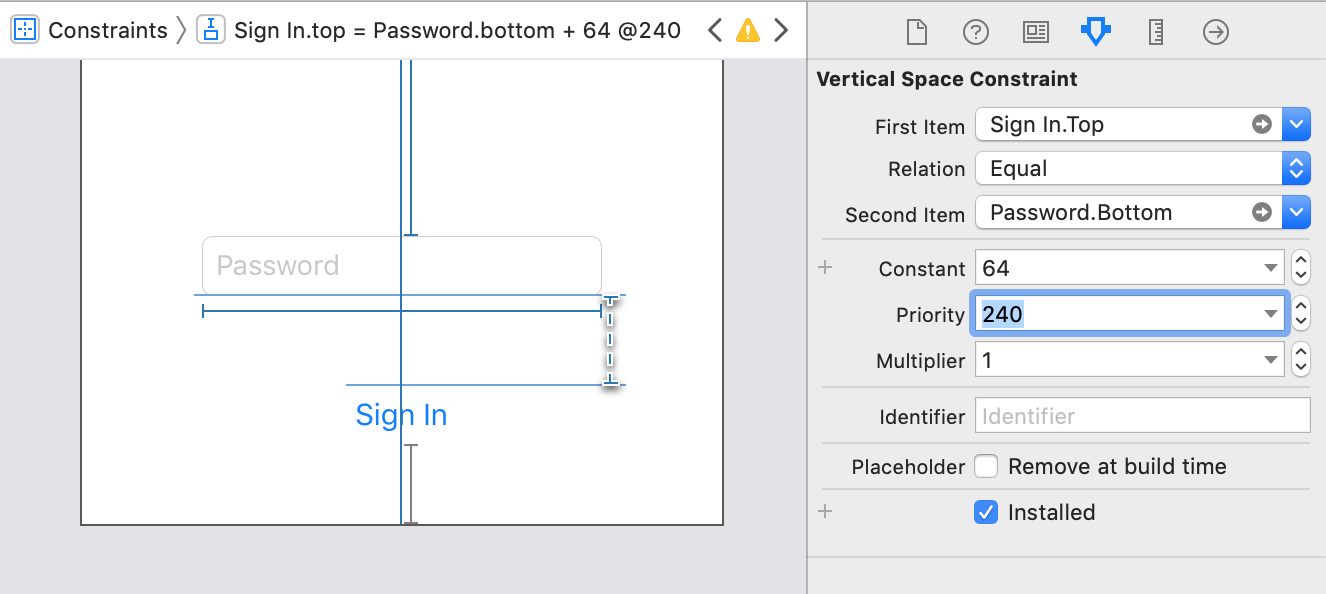 Constraints
Sign In.top = Password.bottom + 64 @240
Password
Sign In
Vertical Space Constraint
First Item Sign In.Top
Relation Equal
Second Item Password.Bottom
Constant 64
Priority 240
Multiplier 1
Identifier Identifier
Placeholder Remove at build time
Installed